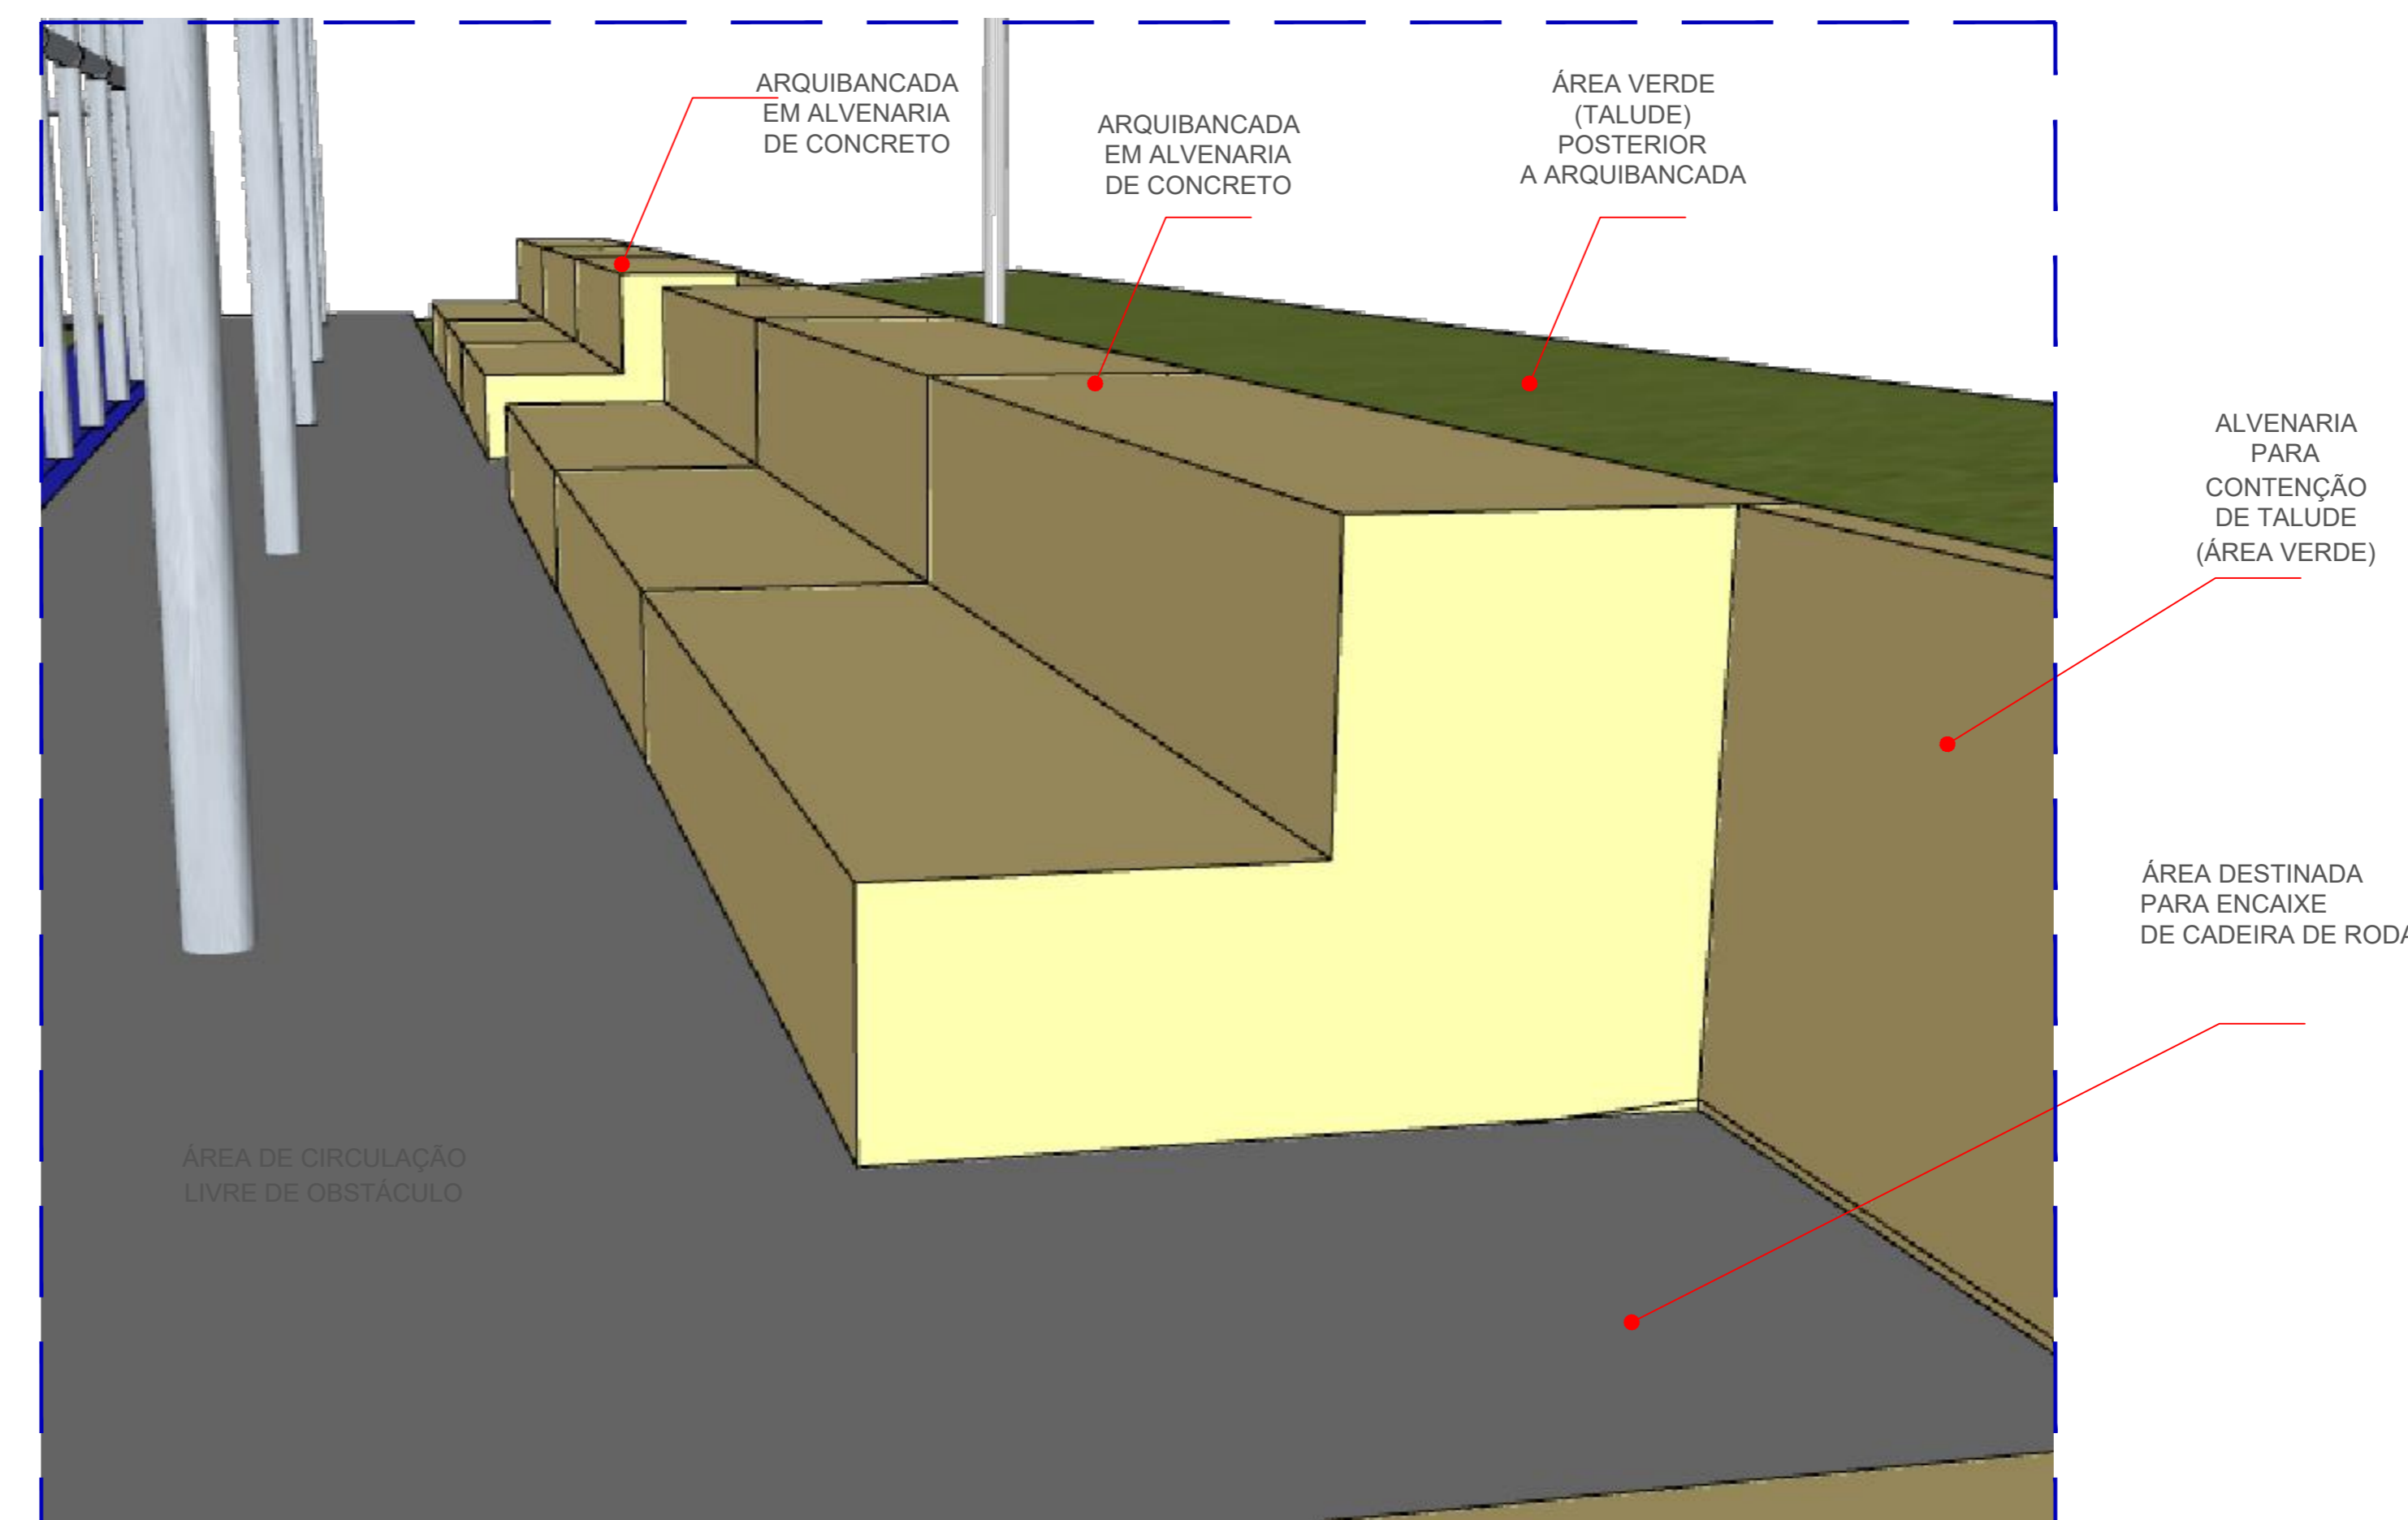 ARQUIBANCADA
EM ALVENARIA
DE CONCRETO
ARQUIBANCADA
EM ALVENARIA
DE CONCRETO
ÁREA VERDE
(TALUDE)
POSTERIOR
A ARQUIBANCADA
ALVENARIA
PARA
CONTENÇÃO
DE TALUDE
(ÁREA VERDE)
ÁREA DESTINADA
PARA ENCAIXE
DE CADEIRA DE RODA
ÁREA DE CIRCULAÇÃO
LIVRE DE OBSTÁCULO